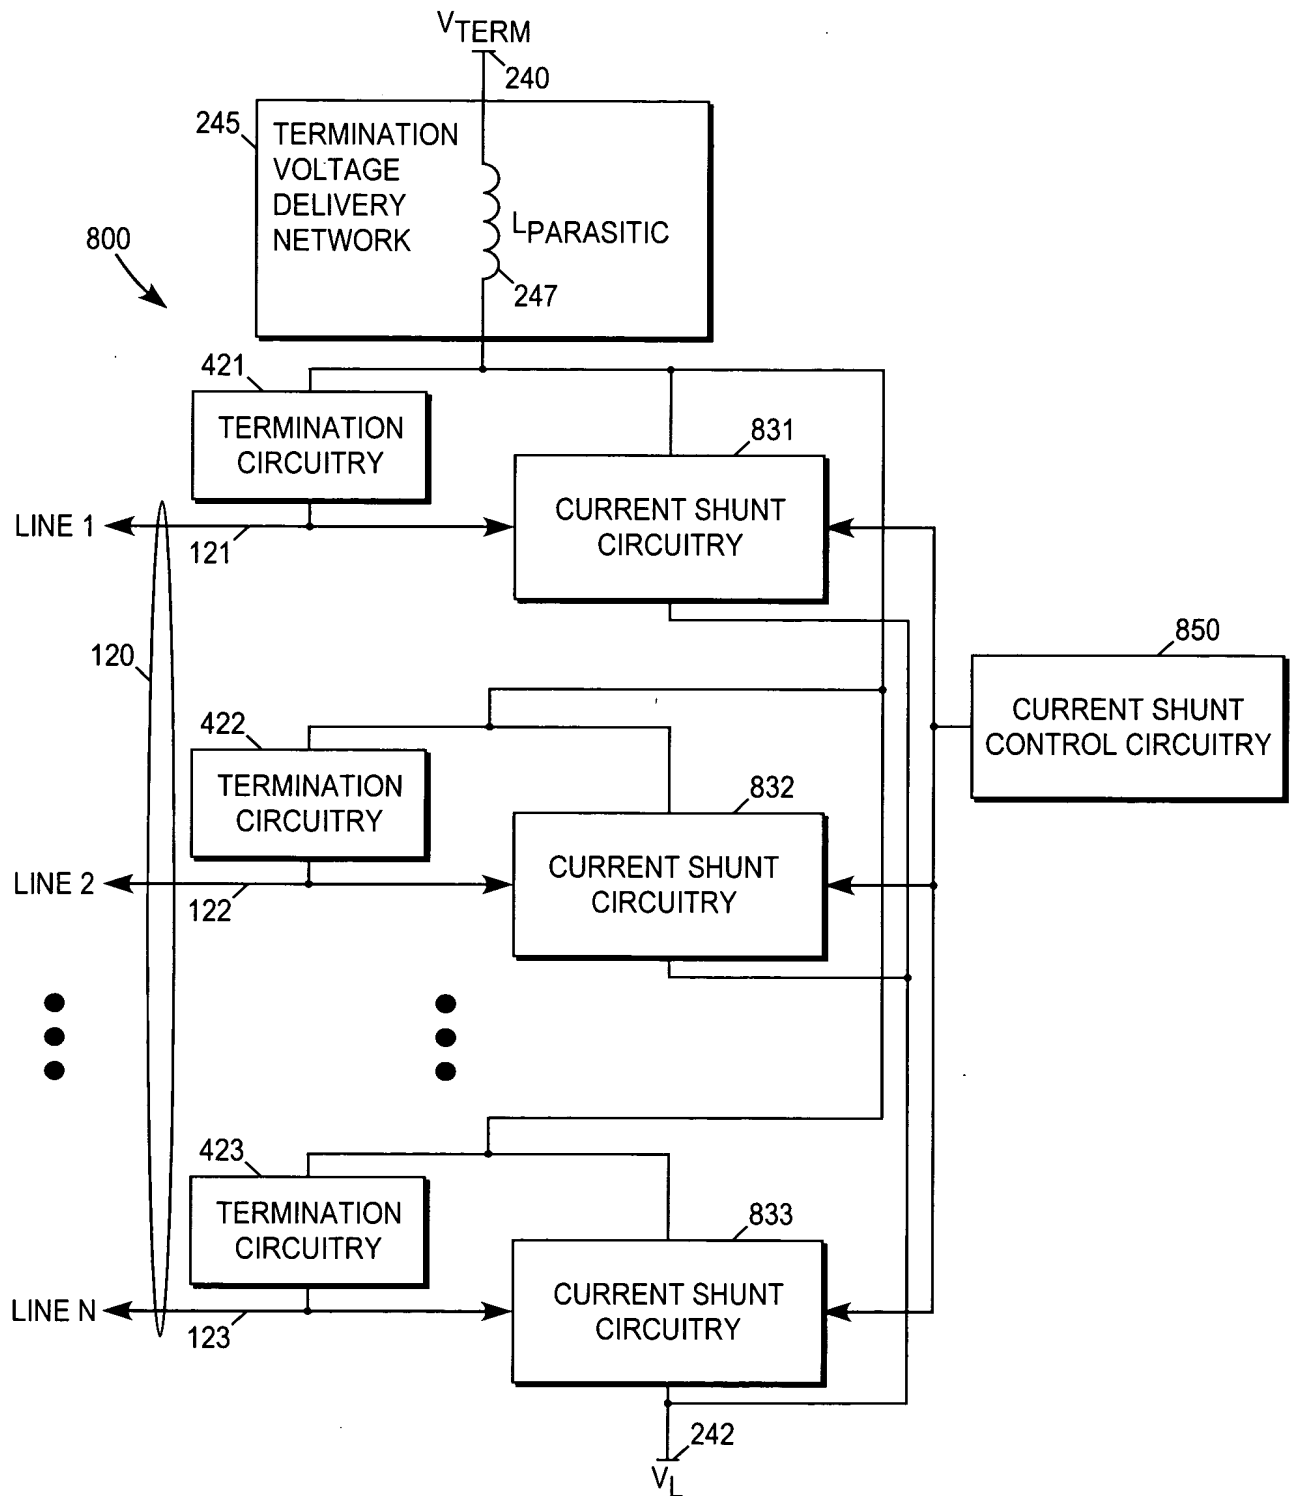 VTERM
240
245
TERMINATION
VOLTAGE
DELIVERY
NETWORK
LPARASITIC
247
800
421
TERMINATION
CIRCUITRY
831
CURRENT SHUNT
CIRCUITRY
LINE 1
121
120
850
CURRENT SHUNT
CONTROL CIRCUITRY
422
TERMINATION
CIRCUITRY
832
CURRENT SHUNT
CIRCUITRY
LINE 2
122
423
TERMINATION
CIRCUITRY
833
CURRENT SHUNT
CIRCUITRY
LINE N
123
242
VL